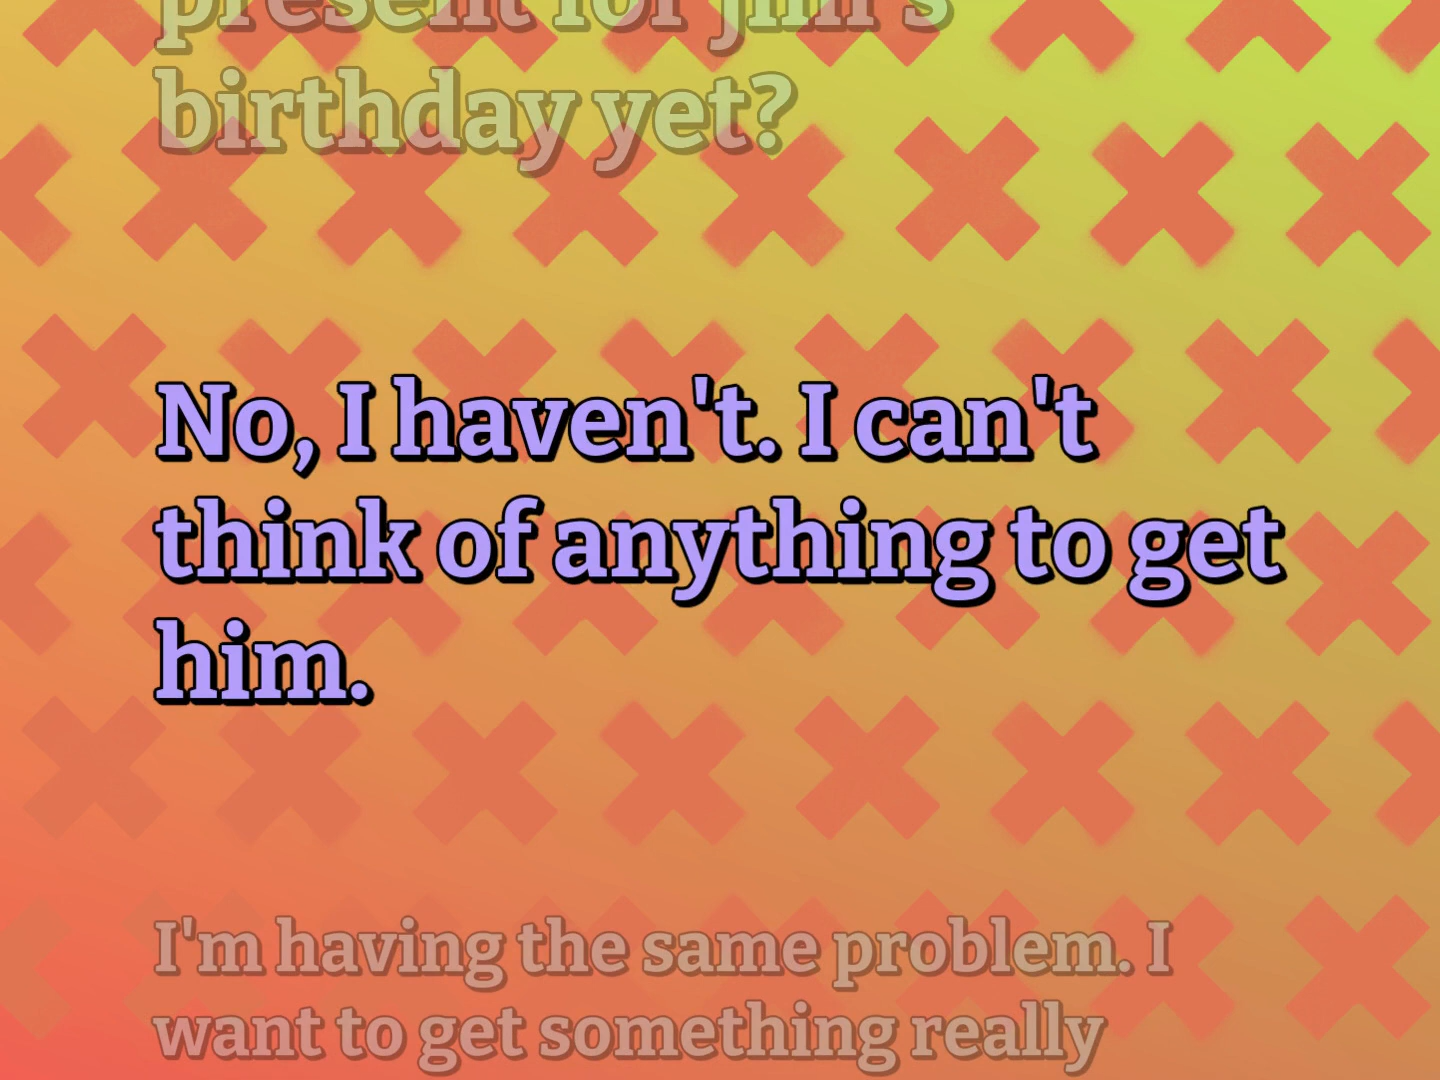 present for Jim's
birthday yet?
No, I haven't. I can't
think of anything to get
him.
I'm having the same problem. I
want to get something really